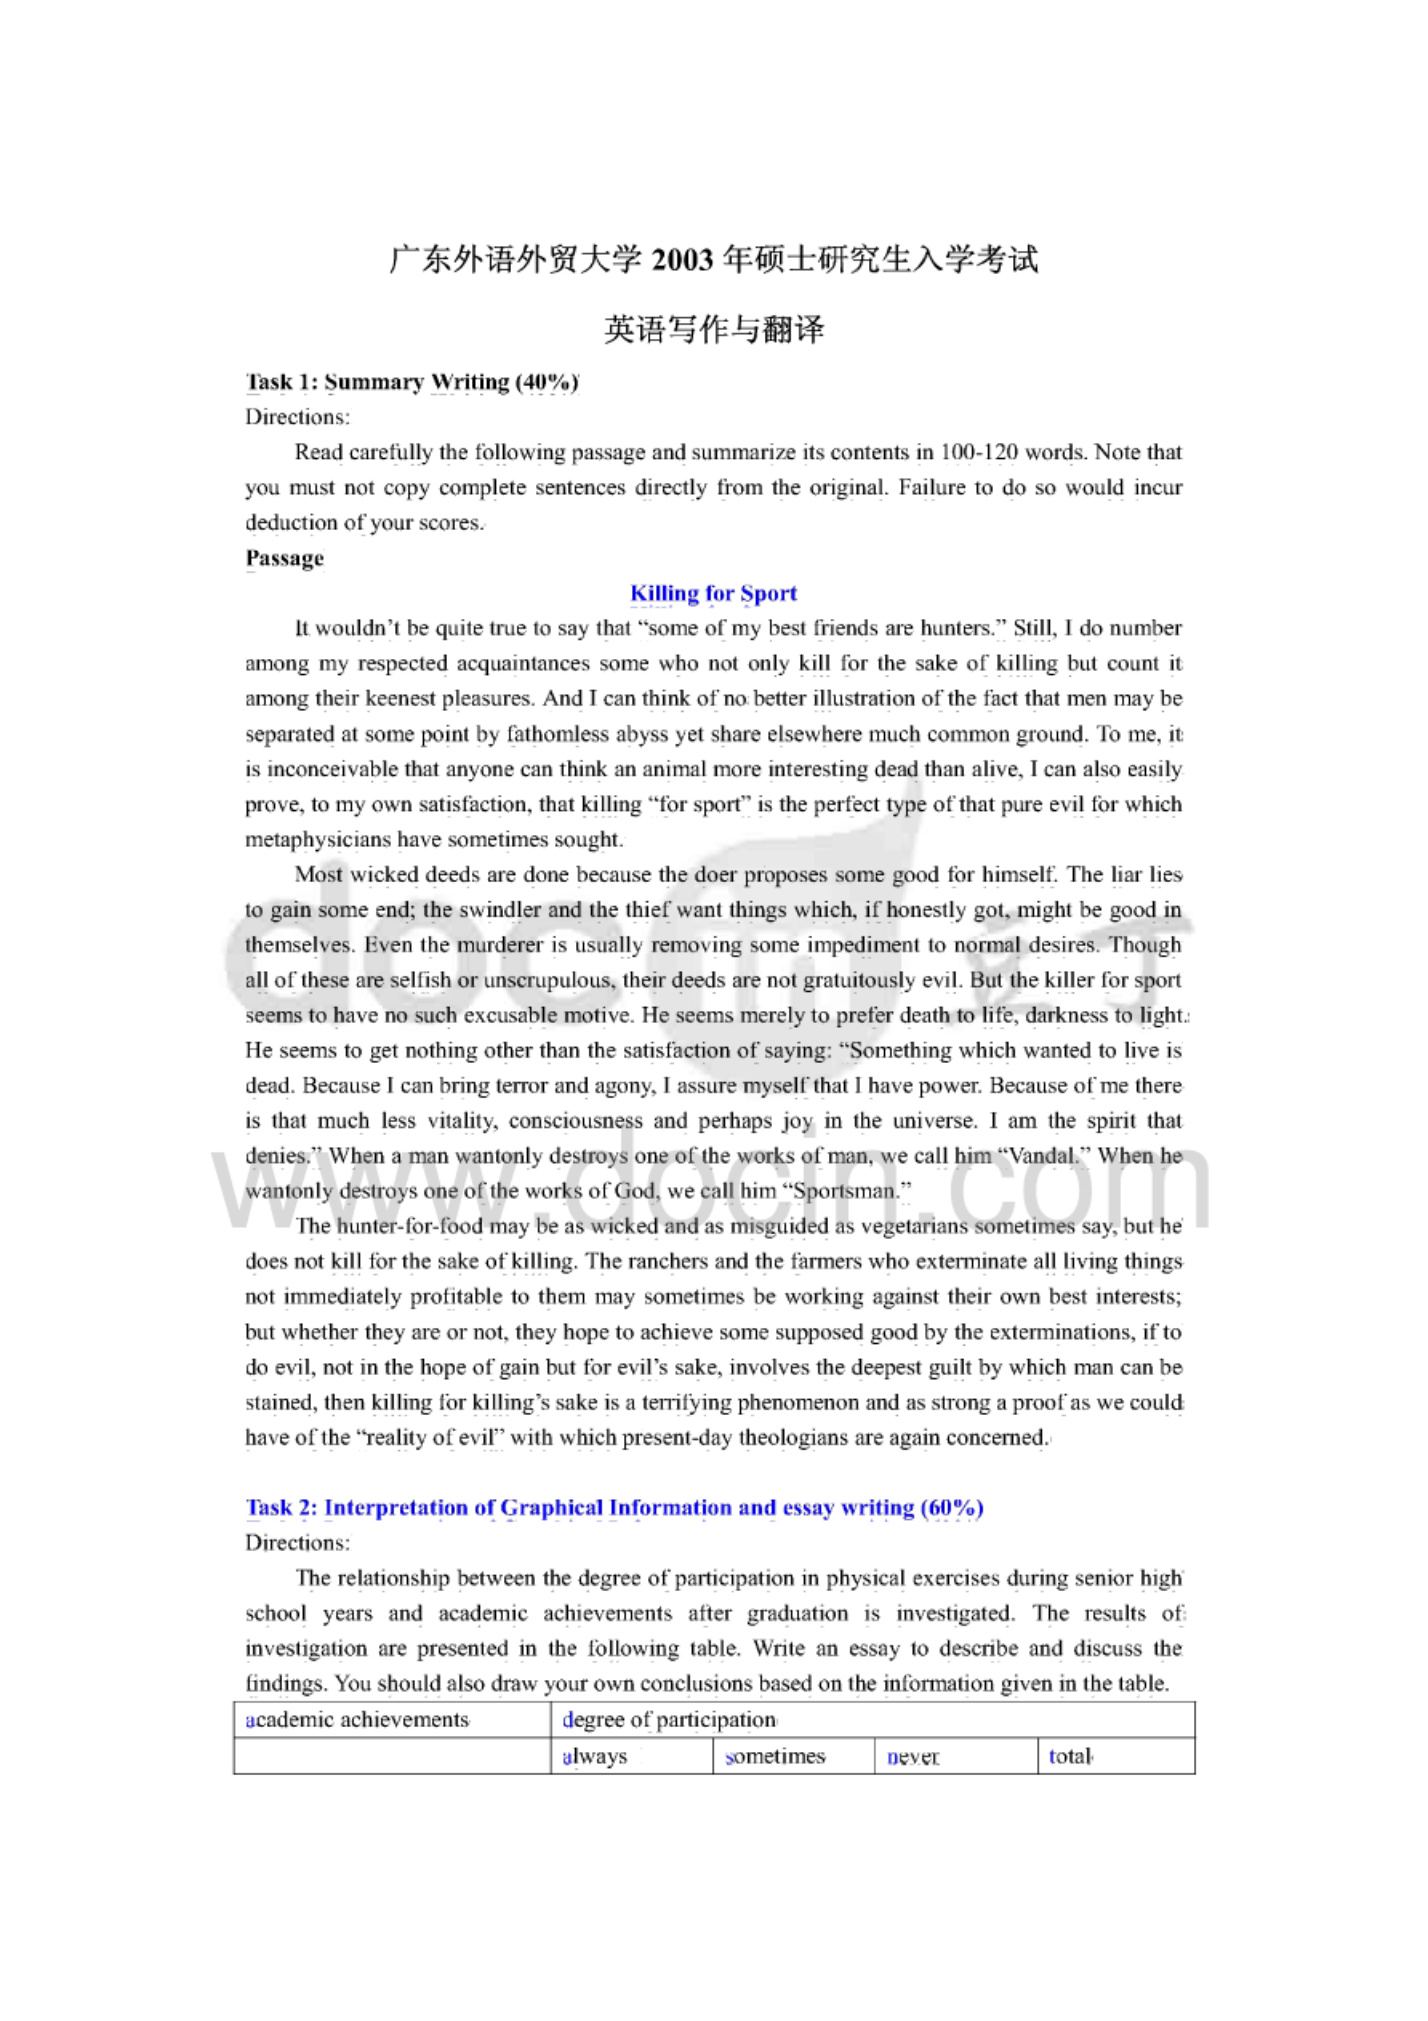 广东外语外贸大学 2003 年硕士研究生入学考试
英语写作与翻译
Task 1: Summary Writing (40%)
Directions:
Read carefully the following passage and summarize its contents in 100-120 words. Note that
you must not copy complete sentences directly from the original. Failure to do so would incur
deduction of your scores.
Passage
Killing for Sport
It wouldn't be quite true to say that “some of my best friends are hunters.” Still, I do number
among my respected acquaintances some who not only kill for the sake of killing but count it
among their keenest pleasures. And I can think of no better illustration of the fact that men may be
separated at some point by fathomless abyss yet share elsewhere much common ground. To me, it
is inconceivable that anyone can think an animal more interesting dead than alive, I can also easily
prove, to my own satisfaction, that killing “for sport” is the perfect type of that pure evil for which
metaphysicians have sometimes sought.
Most wicked deeds are done because the doer proposes some good for himself. The liar lies
to gain some end; the swindler and the thief want things which, if honestly got, might be good in
themselves. Even the murderer is usually removing some impediment to normal desires. Though
all of these are selfish or unscrupulous, their deeds are not gratuitously evil. But the killer for sport
seems to have no such excusable motive. He seems merely to prefer death to life, darkness to light.
He seems to get nothing other than the satisfaction of saying: “Something which wanted to live is
dead. Because I can bring terror and agony, I assure myself that I have power. Because of me there
is that much less vitality, consciousness and perhaps joy in the universe. I am the spirit that
denies.” When a man wantonly destroys one of the works of man, we call him “Vandal.” When he
wantonly destroys one of the works of God, we call him “Sportsman.”
The hunter-for-food may be as wicked and as misguided as vegetarians sometimes say, but he
does not kill for the sake of killing. The ranchers and the farmers who exterminate all living things
not immediately profitable to them may sometimes be working against their own best interests;
but whether they are or not, they hope to achieve some supposed good by the exterminations, if to
do evil, not in the hope of gain but for evil's sake, involves the deepest guilt by which man can be
stained, then killing for killing's sake is a terrifying phenomenon and as strong a proof as we could
have of the “reality of evil” with which present-day theologians are again concerned.
Task 2: Interpretation of Graphical Information and essay writing (60%)
Directions:
The relationship between the degree of participation in physical exercises during senior high
school years and academic achievements after graduation is investigated. The results of
investigation are presented in the following table. Write an essay to describe and discuss the
findings. You should also draw your own conclusions based on the information given in the table.
academic achievements degree of participation
always sometimes never total
docin 豆丁
www.docin.com